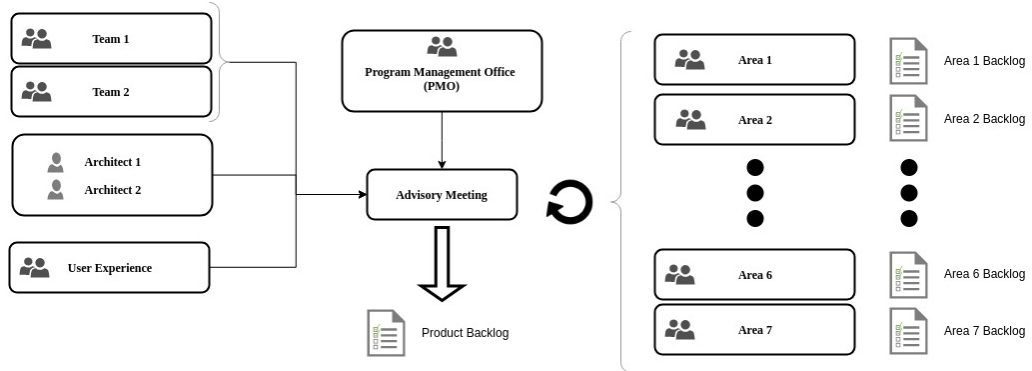 Team 1
Team 2
Architect 1
Architect 2
User Experience
Program Management Office
(PMO)
Advisory Meeting
Product Backlog
Area 1
Area 1 Backlog
Area 2
Area 2 Backlog
Area 6
Area 6 Backlog
Area 7
Area 7 Backlog